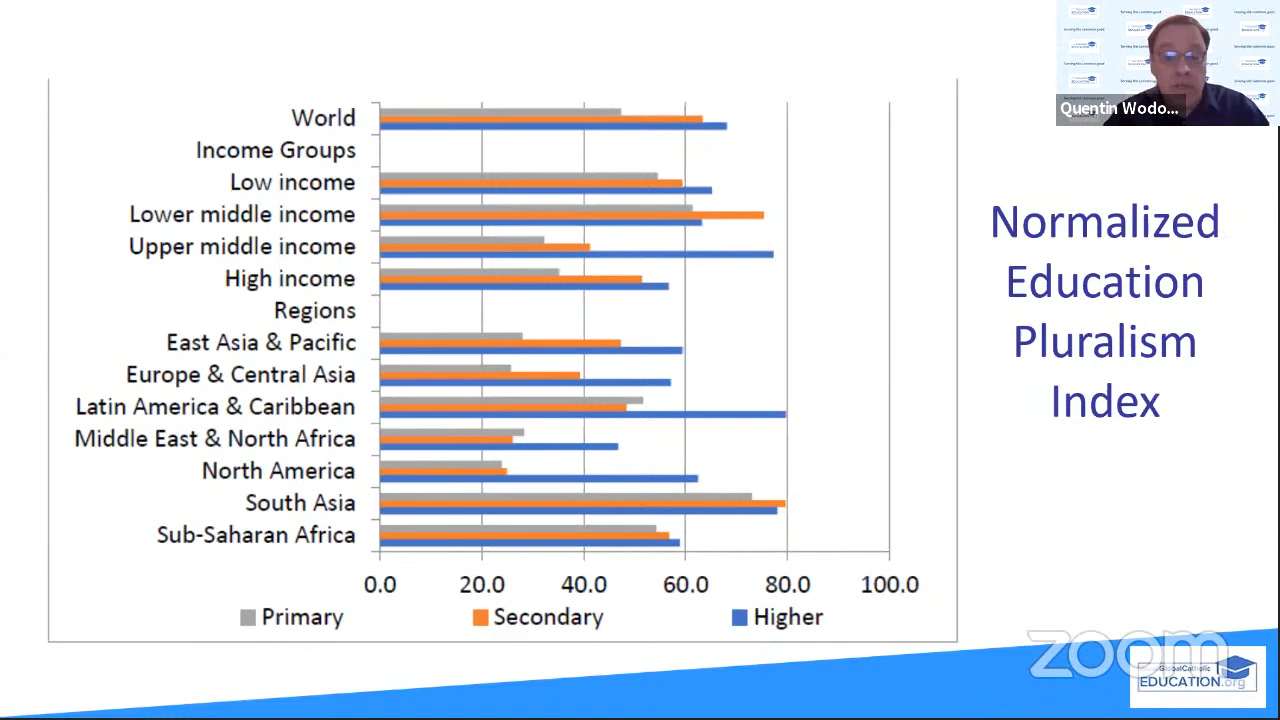 Quentin Wodo...
World
Income Groups
Low income
Lower middle income
Upper middle income
High income
Regions
East Asia & Pacific
Europe & Central Asia
Latin America & Caribbean
Middle East & North Africa
North America
South Asia
Sub-Saharan Africa
0.0 20.0 40.0 60.0 80.0 100.0
Primary Secondary Higher
Normalized
Education
Pluralism
Index
zoom
GlobalCatholic
EDUCATION.org